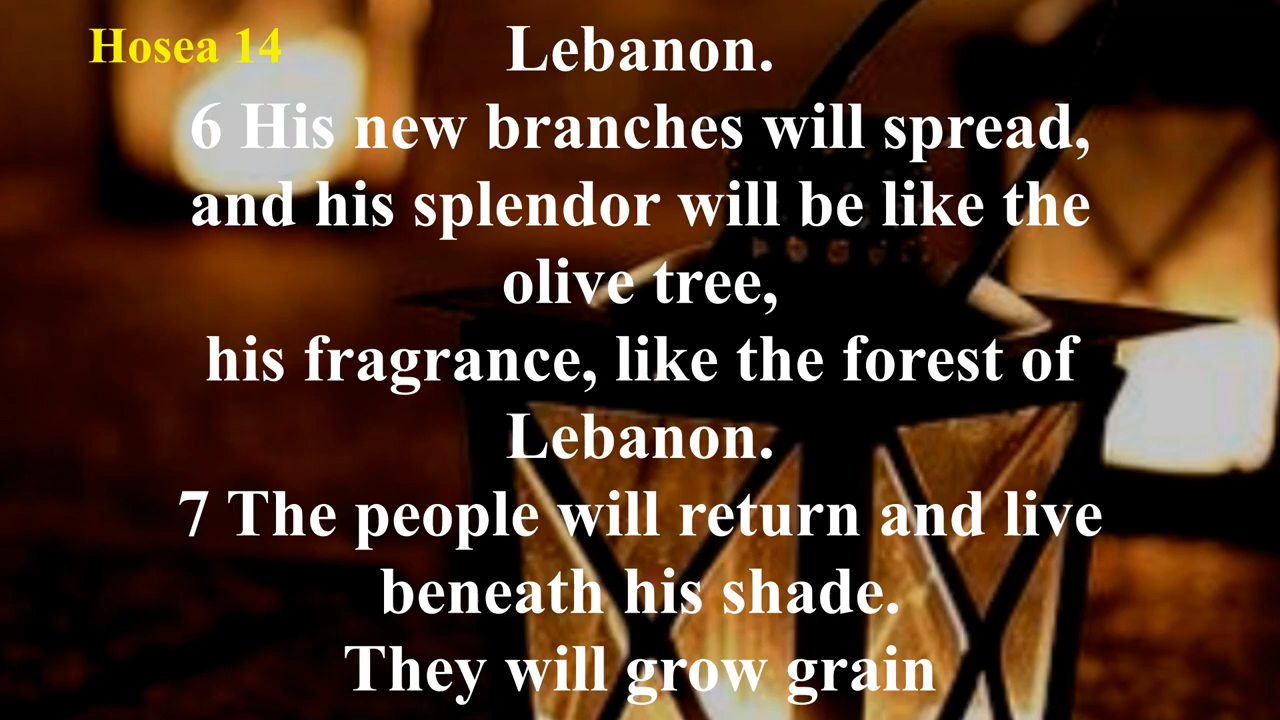 Hosea 14
Lebanon.
6 His new branches will spread,
and his splendor will be like the
olive tree,
his fragrance, like the forest of
Lebanon.
7 The people will return and live
beneath his shade.
They will grow grain